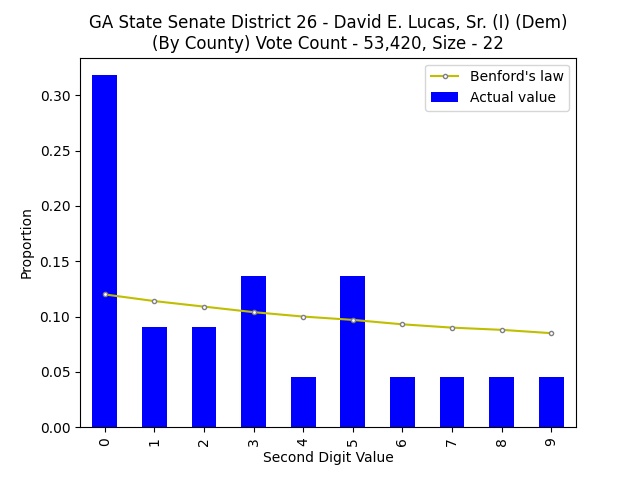 GA State Senate District 26 - David E. Lucas, Sr. (I) (Dem)
(By County) Vote Count - 53,420, Size - 22
Benford's law
Actual value
Proportion
0.30
0.25
0.20
0.15
0.10
0.05
0.00
0 1 2 3 4 5 6 7 8 9
Second Digit Value